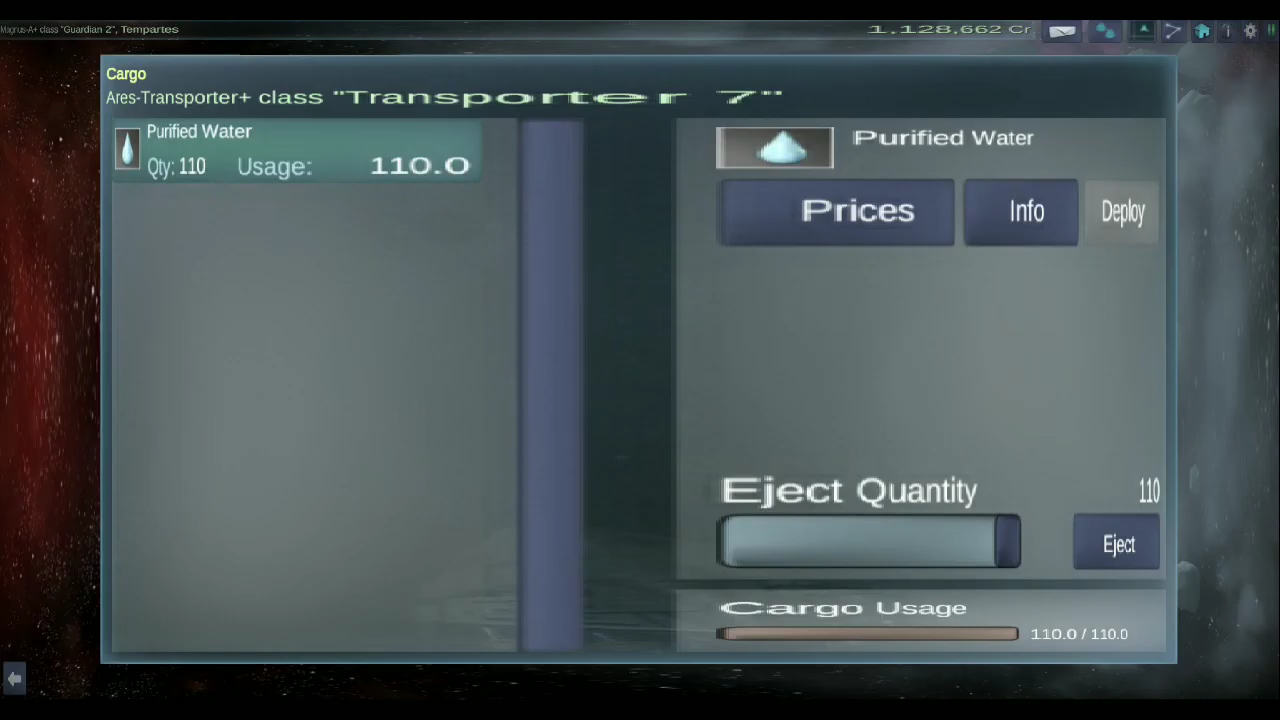 Magnus-A+ class "Guardian 2", Tempartes
1,128,662 Cr.
Cargo
Ares-Transporter+ class "Transporter 7"
Purified Water
Qty: 110 Usage: 110.0
Purified Water
Prices Info Deploy
Eject Quantity 110
Eject
Cargo Usage
110.0 / 110.0